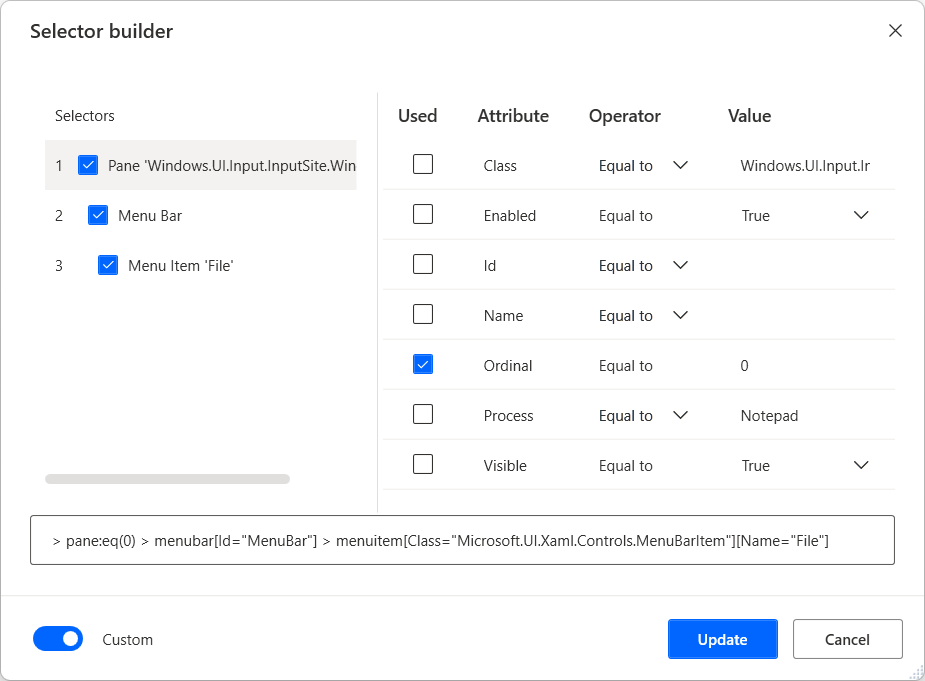 Selector builder
Selectors
1 Pane 'Windows.UI.Input.InputSite.Win
2 Menu Bar
3 Menu Item 'File'
Used Attribute Operator Value
Class Equal to Windows.UI.Input.Ir
Enabled Equal to True
Id Equal to
Name Equal to
Ordinal Equal to 0
Process Equal to Notepad
Visible Equal to True
> pane:eq(0) > menubar[Id="MenuBar"] > menuitem[Class="Microsoft.UI.Xaml.Controls.MenuBarItem"][Name="File"]
Custom
Update
Cancel